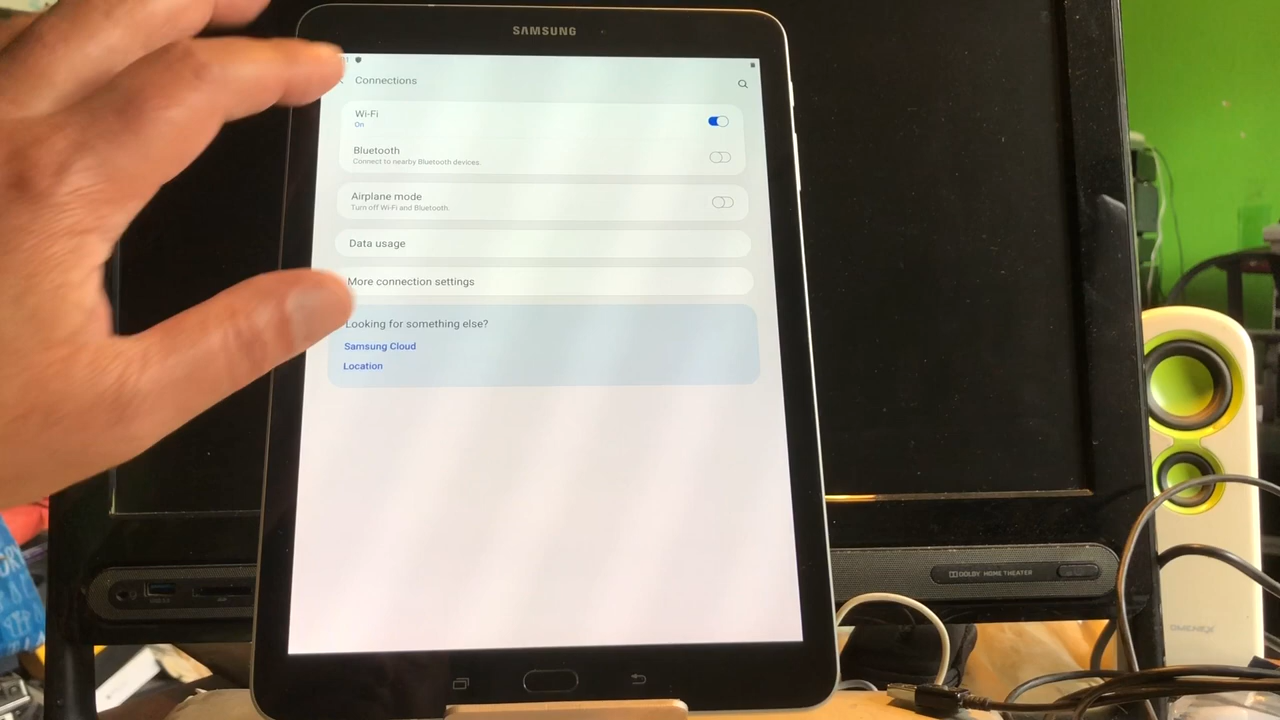 SAMSUNG
Connections
Wi-Fi
On
Bluetooth
Connect to nearby Bluetooth devices.
Airplane mode
Turn off Wi-Fi and Bluetooth.
Data usage
More connection settings
Looking for something else?
Samsung Cloud
Location
DOLBY HOME THEATER